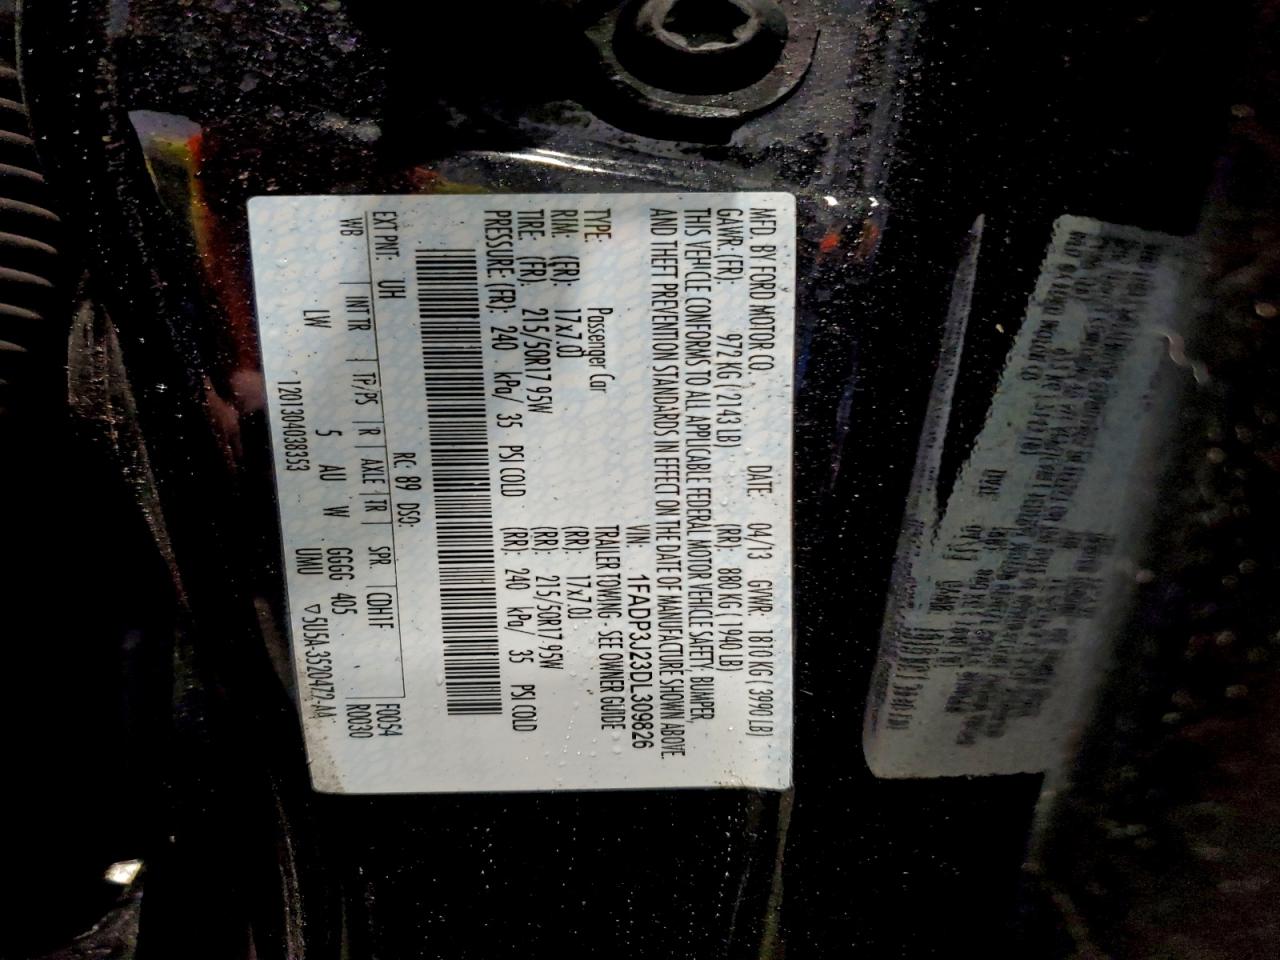 MFD. BY FORD MOTOR CO. DATE: 04/13 GVWR: 1810 KG ( 3990 LB)
GAWR: (FR): 972 KG ( 2143 LB) (RR): 880 KG ( 1940 LB)
THIS VEHICLE CONFORMS TO ALL APPLICABLE FEDERAL MOTOR VEHICLE SAFETY, BUMPER,
AND THEFT PREVENTION STANDARDS IN EFFECT ON THE DATE OF MANUFACTURE SHOWN ABOVE.
VIN: 1FADP3J23DL309826
TYPE: Passenger Car TRAILER TOWING - SEE OWNER GUIDE
RIM: (FR): 17x7.0J (RR): 17x7.0J
TIRE: (FR): 215/50R17 95W (RR): 215/50R17 95W
PRESSURE (FR): 240 kPa/ 35 PSI COLD (RR): 240 kPa/ 35 PSI COLD
EXT PNT: UH RC: 89 DSO: F0054
WB INT TR TP/PS R AXLE TR SR CDH1F R0030
LW 5 AU W GGGG 405
1201304038353 UMU ▽5U5A-3520472-AA